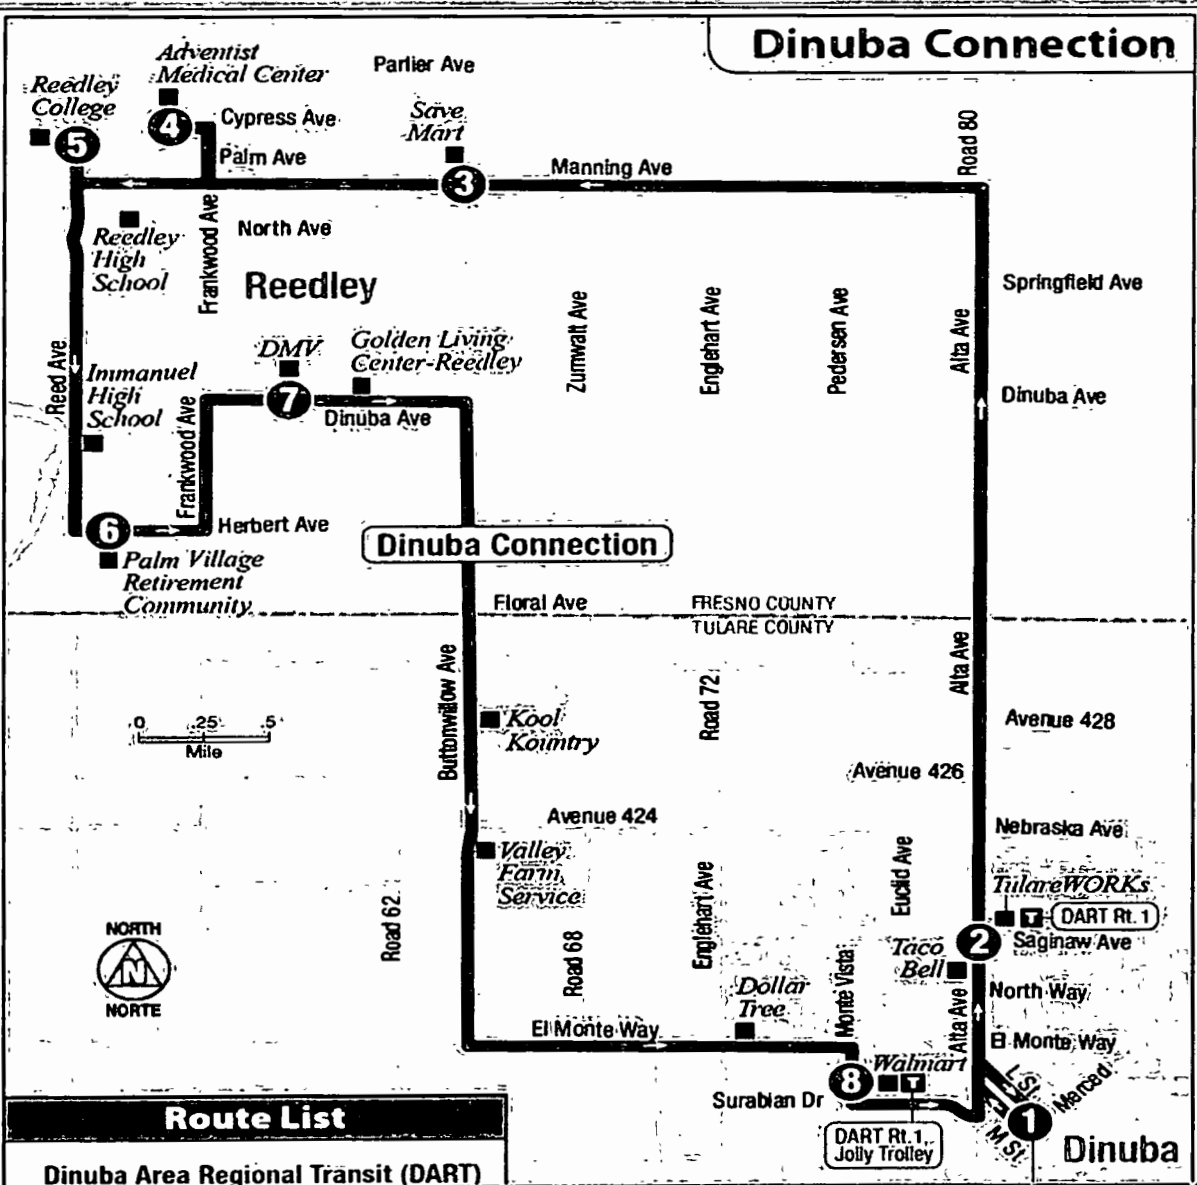 Dinuba Connection
Adventist
Medical Center
Parlier Ave
Reedley
College
Save
Mart
Cypress Ave
Road 80
4
5
Palm Ave
Manning Ave
3
Frankwood Ave
North Ave
Reedley
High
School
Reedley
Springfield Ave
Zumwalt Ave
Englehart Ave
Pedersen Ave
Alta Ave
DMV
Golden Living
Center-Reedley
Reed Ave
Immanuel
High
School
7
Dinuba Ave
Dinuba Ave
Frankwood Ave
6
Herbert Ave
Dinuba Connection
Palm Village
Retirement
Community
Floral Ave
FRESNO COUNTY
TULARE COUNTY
Buttonwillow Ave
Road 72
Alta Ave
0 .25 .5
Mile
Kool
Kountry
Avenue 428
Avenue 426
Avenue 424
Nebraska Ave
Valley
Farm
Service
Euclid Ave
TulareWORKs
T DART Rt. 1
Road 62
NORTH
N
NORTE
Road 68
Englehart Ave
Monte Vista
2
Saginaw Ave
Taco
Bell
Dollar
Tree
North Way
Alta Ave
El Monte Way
El Monte Way
Walmart
T
8
L St
Merced
Surabian Dr
1
M St
DART Rt.1,
Jolly Trolley
Dinuba
Route List
Dinuba Area Regional Transit (DART)